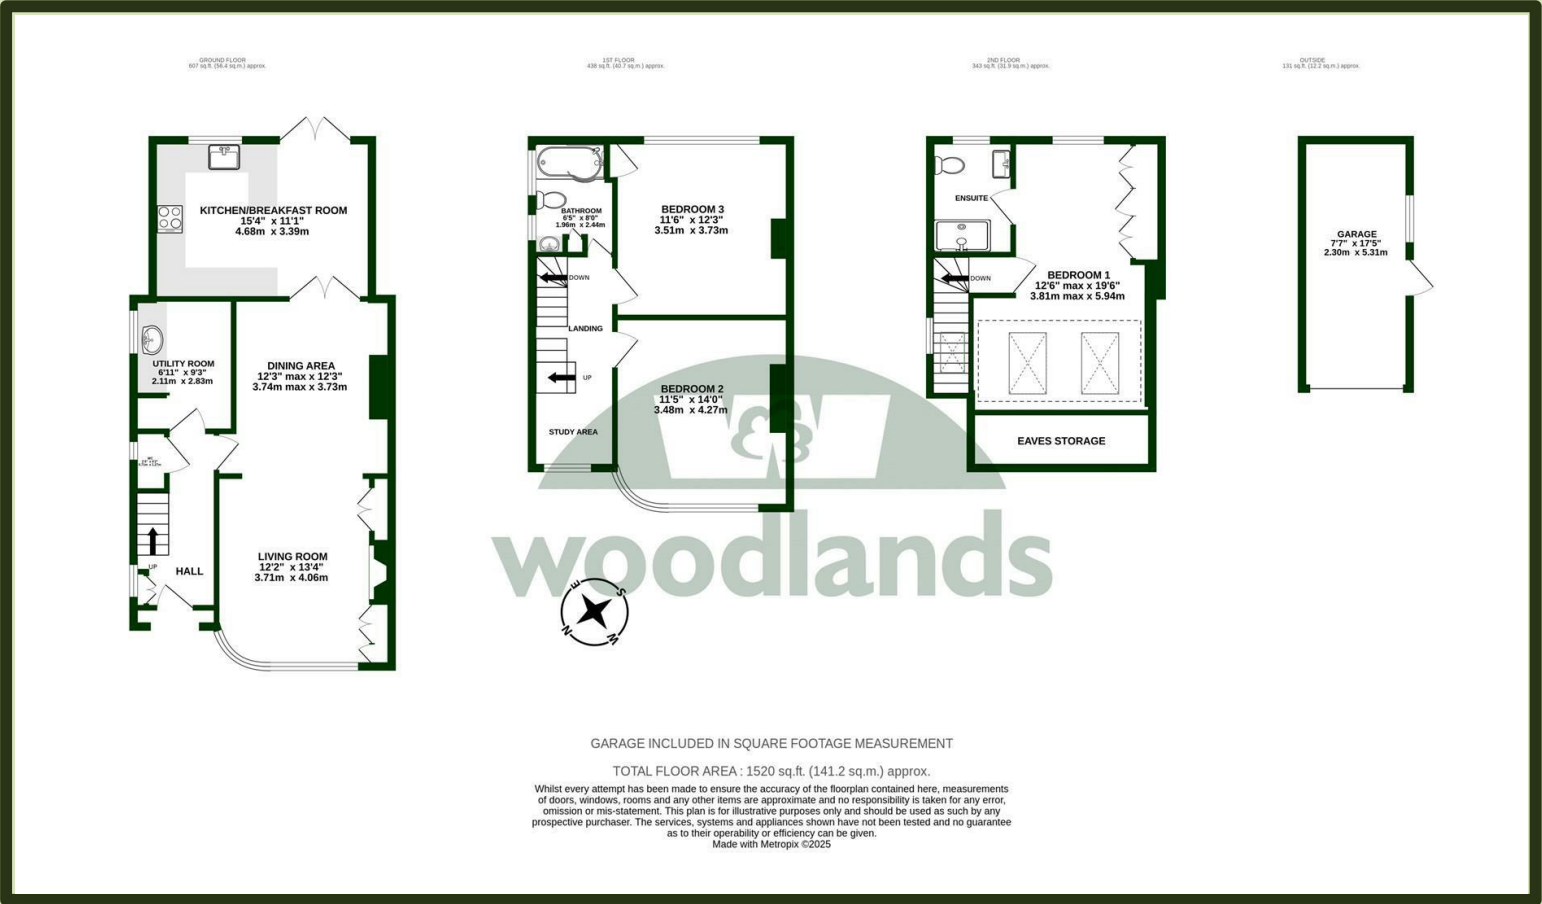 GROUND FLOOR
607 sq.ft. (56.4 sq.m.) approx.
1ST FLOOR
438 sq.ft. (40.7 sq.m.) approx.
2ND FLOOR
343 sq.ft. (31.9 sq.m.) approx.
OUTSIDE
131 sq.ft. (12.2 sq.m.) approx.
KITCHEN/BREAKFAST ROOM
15'4" x 11'1"
4.68m x 3.39m
UTILITY ROOM
6'11" x 9'3"
2.11m x 2.83m
DINING AREA
12'3" max x 12'3"
3.74m max x 3.73m
WC
UP
HALL
LIVING ROOM
12'2" x 13'4"
3.71m x 4.06m
BATHROOM
6'5" x 8'0"
1.96m x 2.44m
BEDROOM 3
11'6" x 12'3"
3.51m x 3.73m
DOWN
LANDING
UP
BEDROOM 2
11'5" x 14'0"
3.48m x 4.27m
STUDY AREA
ENSUITE
DOWN
BEDROOM 1
12'6" max x 19'6"
3.81m max x 5.94m
EAVES STORAGE
GARAGE
7'7" x 17'5"
2.30m x 5.31m
woodlands
E
S
N
W
GARAGE INCLUDED IN SQUARE FOOTAGE MEASUREMENT
TOTAL FLOOR AREA : 1520 sq.ft. (141.2 sq.m.) approx.
Whilst every attempt has been made to ensure the accuracy of the floorplan contained here, measurements
of doors, windows, rooms and any other items are approximate and no responsibility is taken for any error,
omission or mis-statement. This plan is for illustrative purposes only and should be used as such by any
prospective purchaser. The services, systems and appliances shown have not been tested and no guarantee
as to their operability or efficiency can be given.
Made with Metropix ©2025